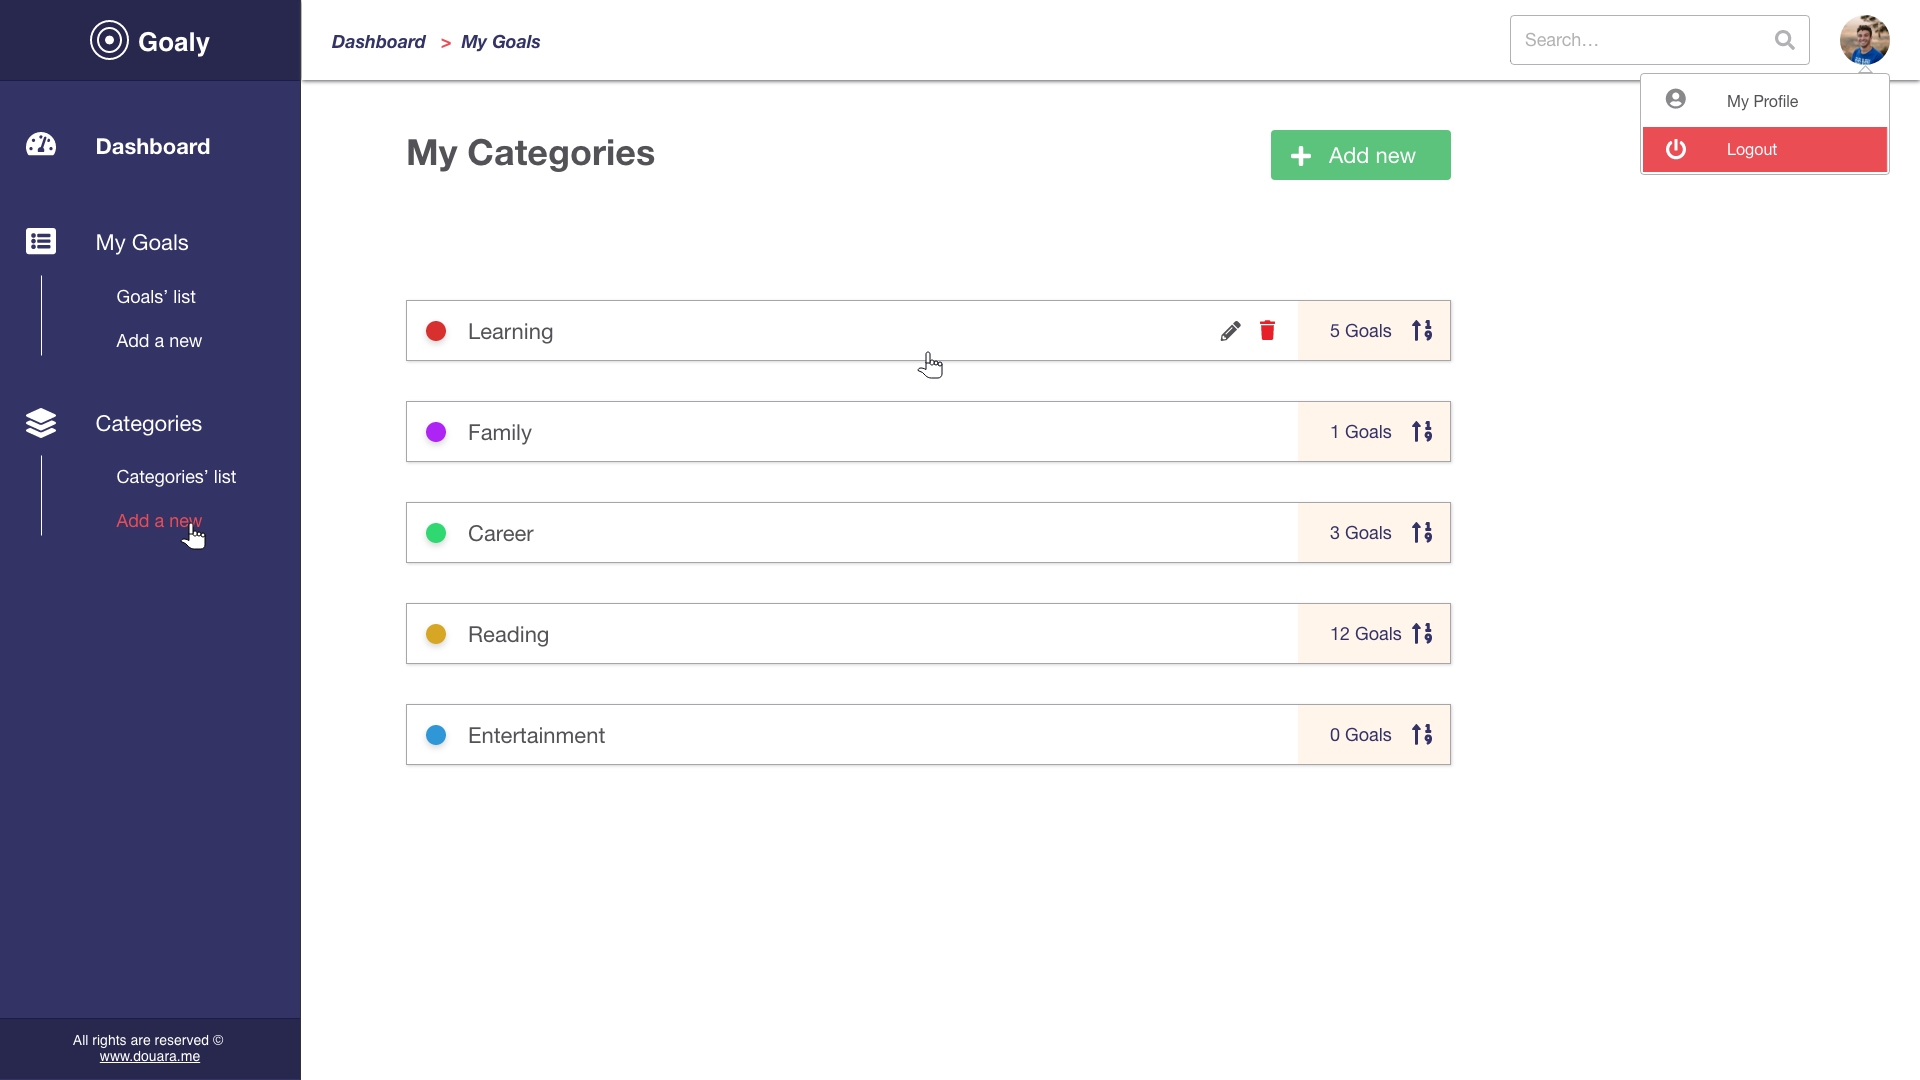 Goaly
Dashboard > My Goals
Search...
My Profile
Logout
Dashboard
My Goals
Goals’ list
Add a new
Categories
Categories’ list
Add a new
All rights are reserved ©
www.douara.me
My Categories
Add new
Learning
5 Goals
Family
1 Goals
Career
3 Goals
Reading
12 Goals
Entertainment
0 Goals